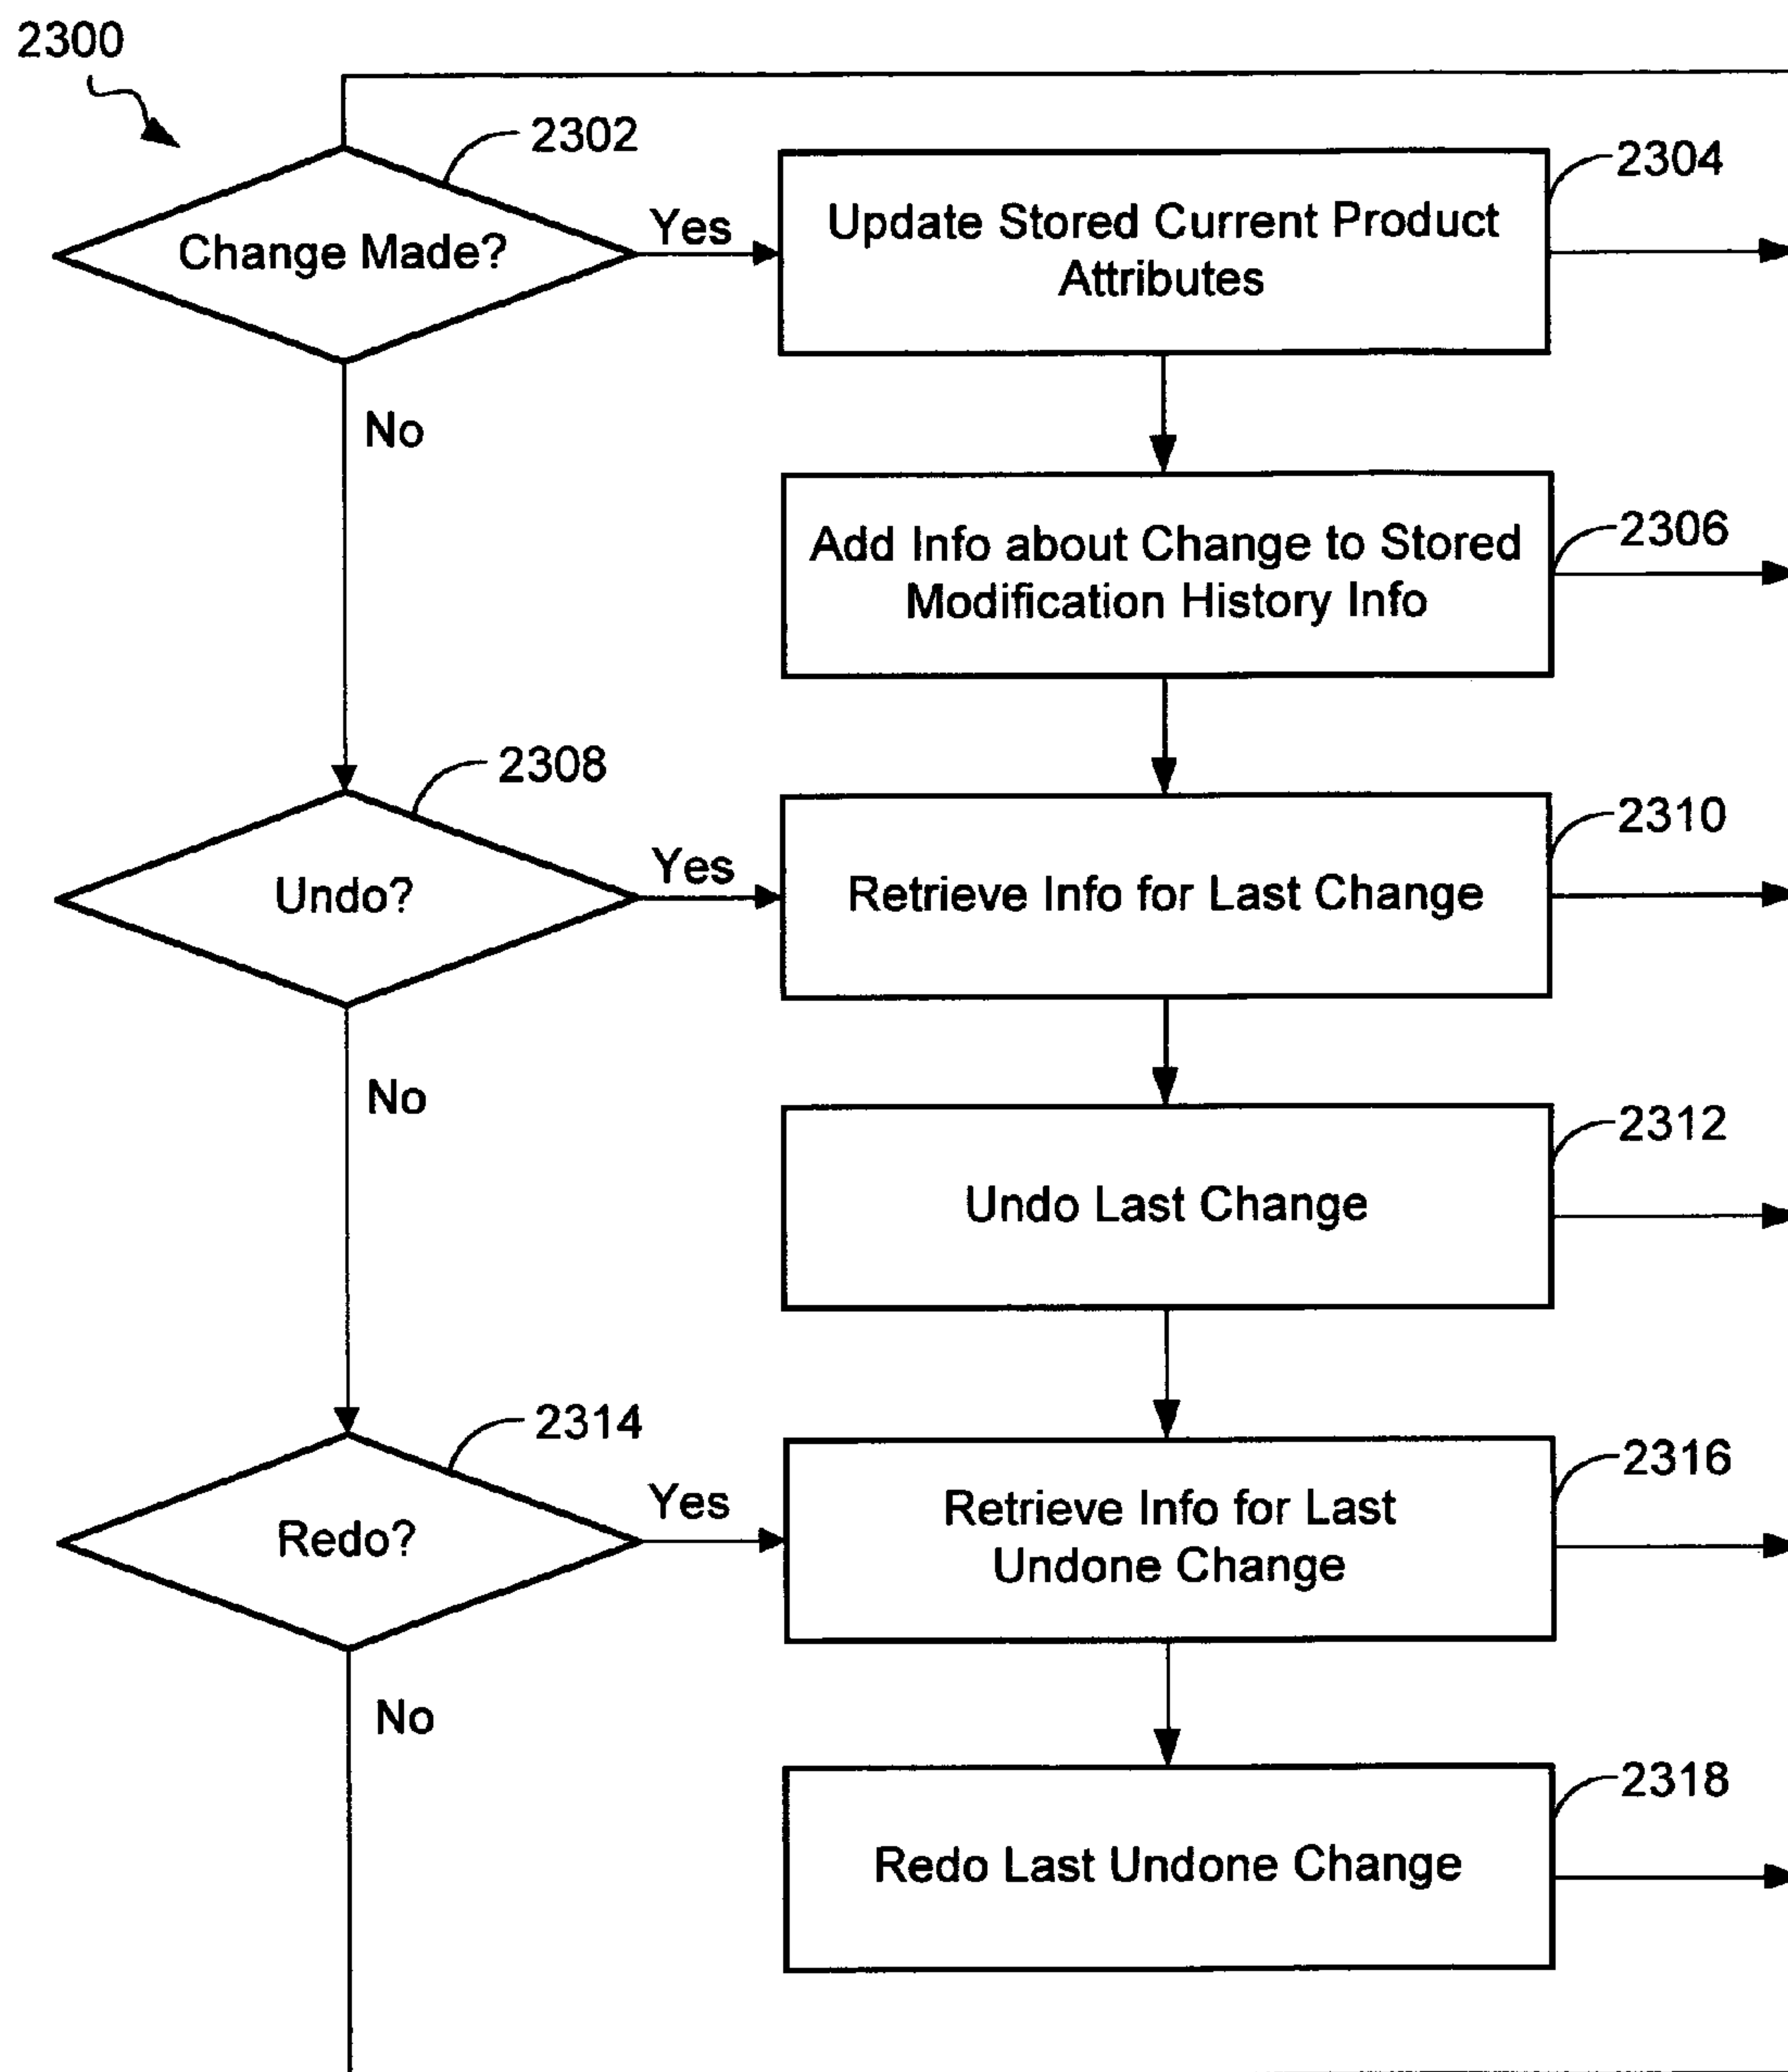 2300
2302
Change Made?
Yes
Update Stored Current Product
Attributes
2304
No
Add Info about Change to Stored
Modification History Info
2306
2308
Undo?
Yes
Retrieve Info for Last Change
2310
No
Undo Last Change
2312
2314
Redo?
Yes
Retrieve Info for Last
Undone Change
2316
No
Redo Last Undone Change
2318